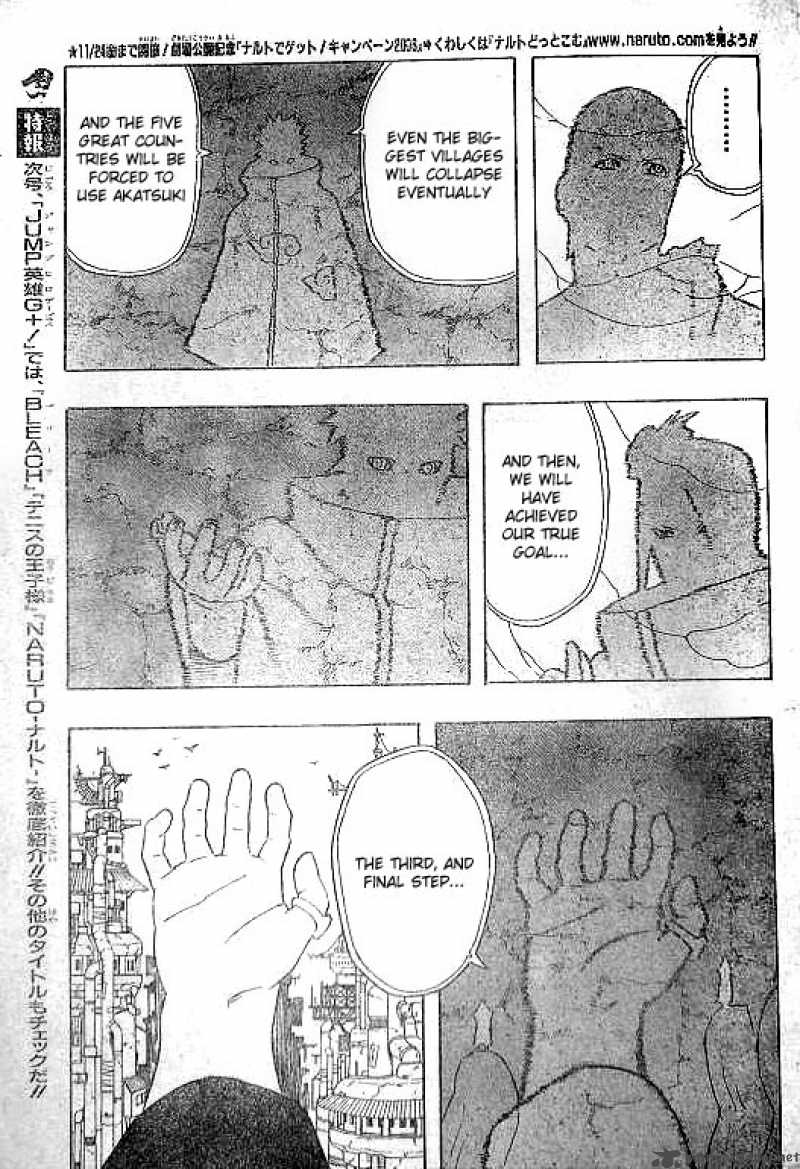 ★11/24㊎まで開催!劇場公開記念「ナルトでゲット!キャンペーン2006」⇒くわしくは『ナルトどっとこむ』www.naruto.comを見よう!!
特報
次号、「JUMP英雄G+!」では、『BLEACH』『テニスの王子様』『NARUTO-ナルト-』を徹底紹介!!その他のタイトルもチェックだ!!
.........
EVEN THE BIG-
GEST VILLAGES
WILL COLLAPSE
EVENTUALLY
AND THE FIVE
GREAT COUN-
TRIES WILL BE
FORCED TO
USE AKATSUKI
AND THEN,
WE WILL
HAVE
ACHIEVED
OUR TRUE
GOAL...
THE THIRD, AND
FINAL STEP...